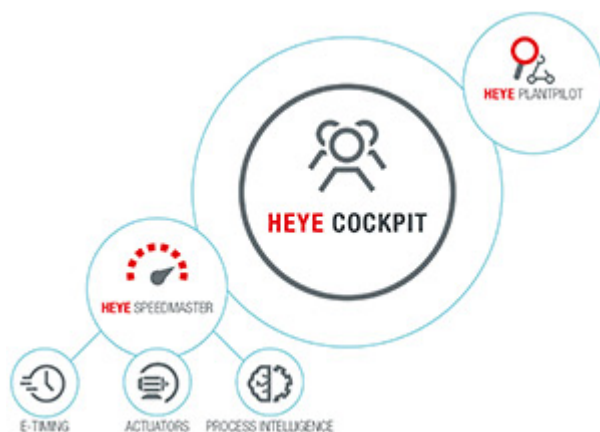 HEYE PLANTPILOT
HEYE COCKPIT
HEYE SPEEDMASTER
E-TIMING
ACTUATORS
PROCESS INTELLIGENCE